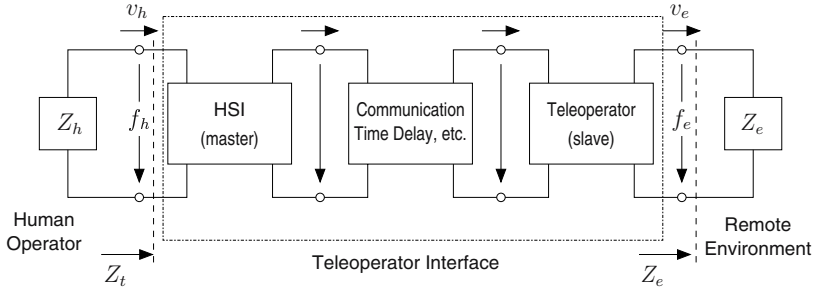 v_h
v_e
Z_h
f_h
HSI
(master)
Communication
Time Delay, etc.
Teleoperator
(slave)
f_e
Z_e
Human
Operator
Remote
Environment
Z_t
Teleoperator Interface
Z_e